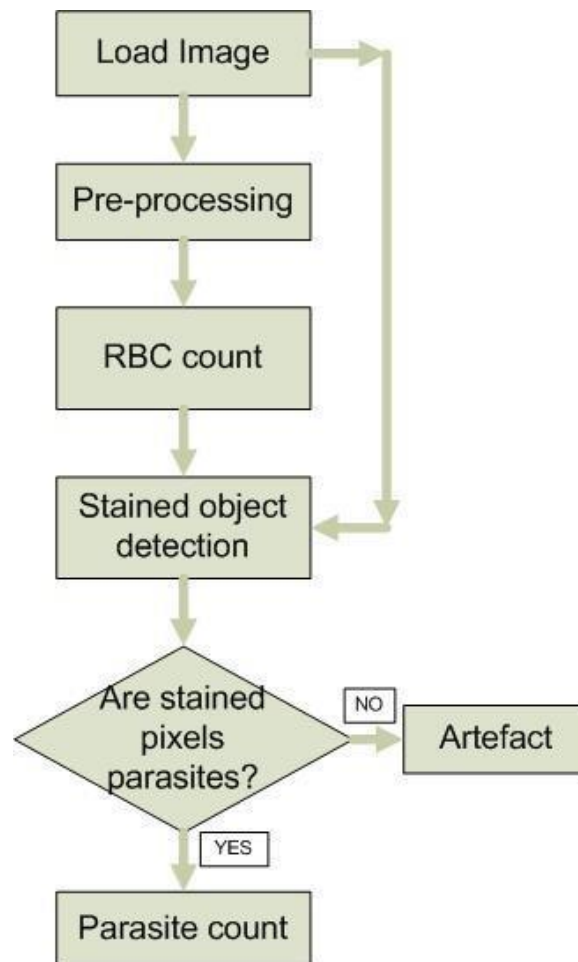 Load Image
Pre-processing
RBC count
Stained object
detection
Are stained
pixels
parasites?
NO
Artefact
YES
Parasite count